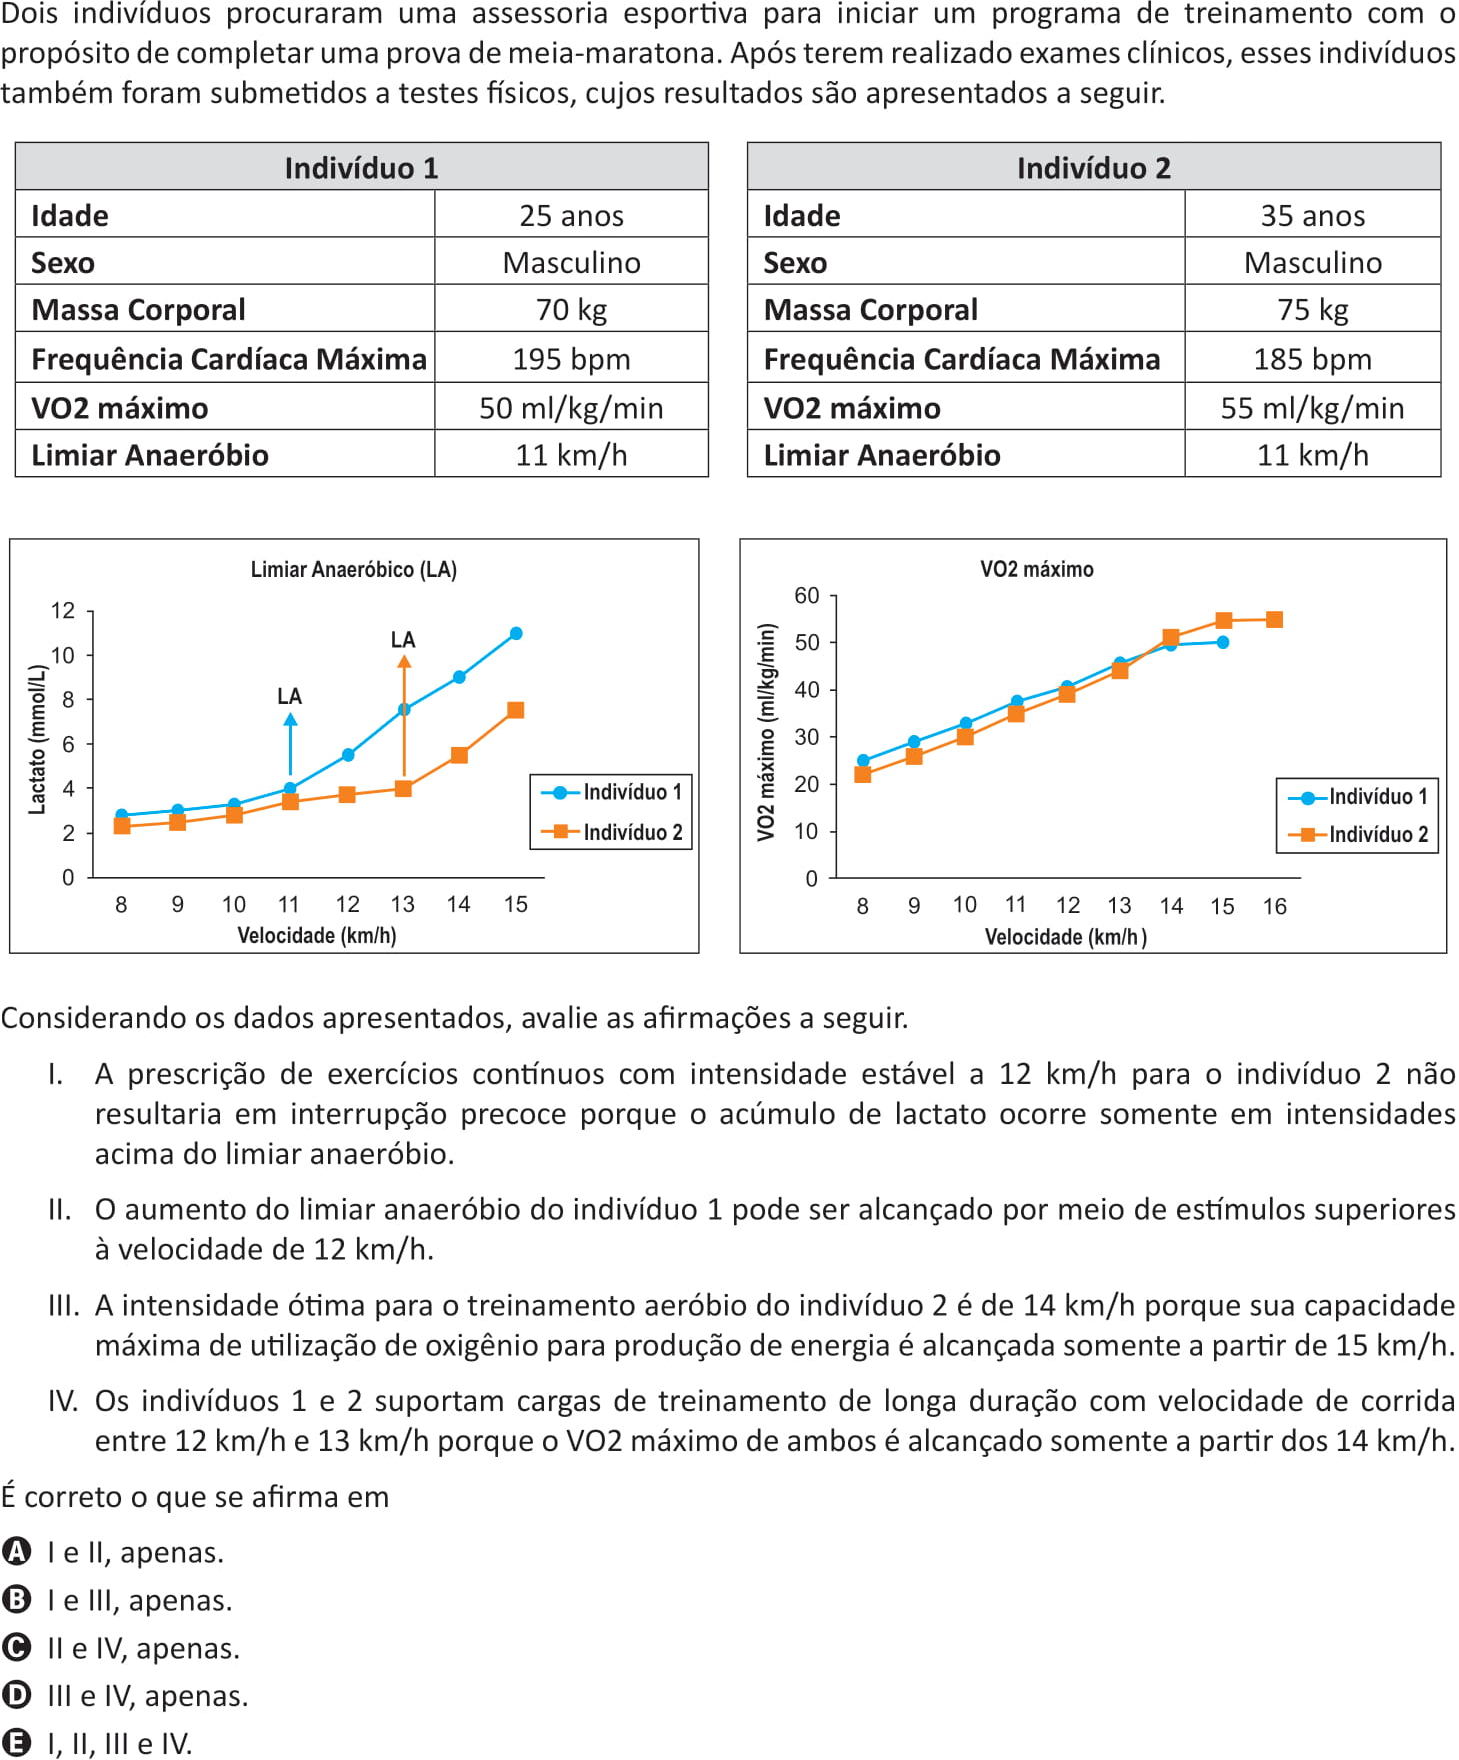 Dois indivíduos procuraram uma assessoria esportiva para iniciar um programa de treinamento com o
propósito de completar uma prova de meia-maratona. Após terem realizado exames clínicos, esses indivíduos
também foram submetidos a testes físicos, cujos resultados são apresentados a seguir.
Indivíduo 1
Idade 25 anos
Sexo Masculino
Massa Corporal 70 kg
Frequência Cardíaca Máxima 195 bpm
VO2 máximo 50 ml/kg/min
Limiar Anaeróbio 11 km/h
Indivíduo 2
Idade 35 anos
Sexo Masculino
Massa Corporal 75 kg
Frequência Cardíaca Máxima 185 bpm
VO2 máximo 55 ml/kg/min
Limiar Anaeróbio 11 km/h
Limiar Anaeróbico (LA)
Lactato (mmol/L)
12
10
8
6
4
2
0
LA
LA
Indivíduo 1
Indivíduo 2
8 9 10 11 12 13 14 15
Velocidade (km/h)
VO2 máximo
VO2 máximo (ml/kg/min)
60
50
40
30
20
10
0
Indivíduo 1
Indivíduo 2
8 9 10 11 12 13 14 15 16
Velocidade (km/h )
Considerando os dados apresentados, avalie as afirmações a seguir.
I. A prescrição de exercícios contínuos com intensidade estável a 12 km/h para o indivíduo 2 não
resultaria em interrupção precoce porque o acúmulo de lactato ocorre somente em intensidades
acima do limiar anaeróbio.
II. O aumento do limiar anaeróbio do indivíduo 1 pode ser alcançado por meio de estímulos superiores
à velocidade de 12 km/h.
III. A intensidade ótima para o treinamento aeróbio do indivíduo 2 é de 14 km/h porque sua capacidade
máxima de utilização de oxigênio para produção de energia é alcançada somente a partir de 15 km/h.
IV. Os indivíduos 1 e 2 suportam cargas de treinamento de longa duração com velocidade de corrida
entre 12 km/h e 13 km/h porque o VO2 máximo de ambos é alcançado somente a partir dos 14 km/h.
É correto o que se afirma em
A I e II, apenas.
B I e III, apenas.
C II e IV, apenas.
D III e IV, apenas.
E I, II, III e IV.